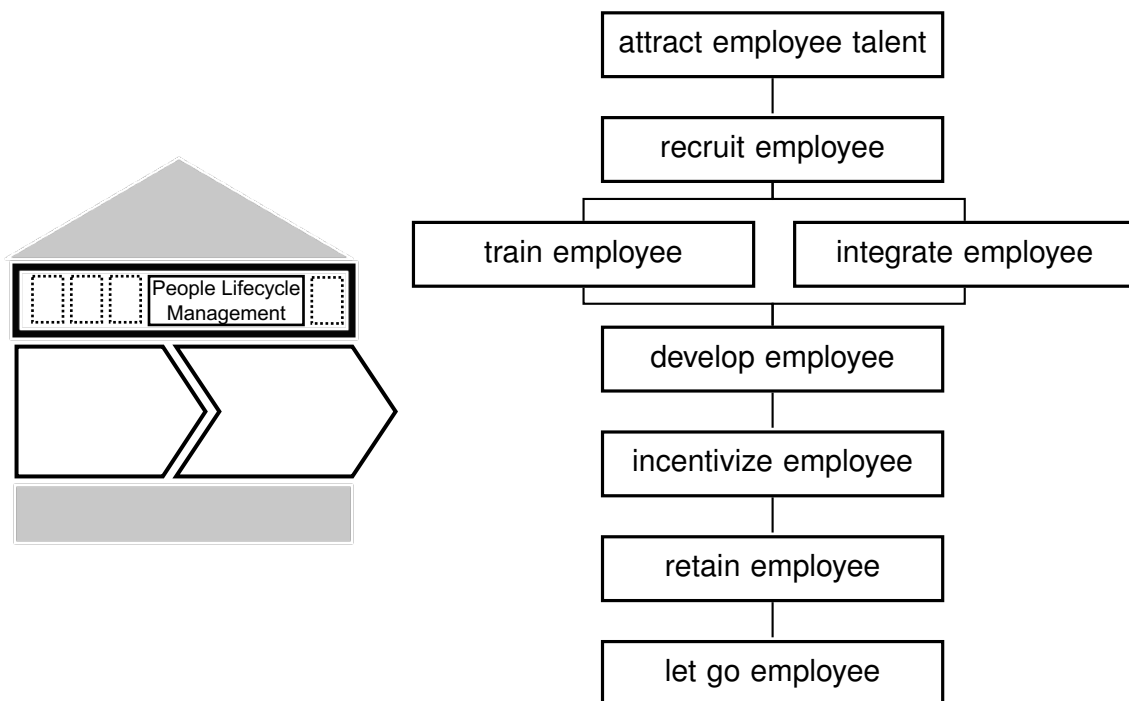 People Lifecycle
Management
attract employee talent
recruit employee
train employee
integrate employee
develop employee
incentivize employee
retain employee
let go employee